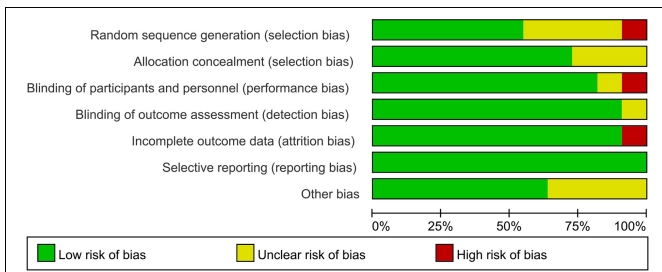 Random sequence generation (selection bias)
Allocation concealment (selection bias)
Blinding of participants and personnel (performance bias)
Blinding of outcome assessment (detection bias)
Incomplete outcome data (attrition bias)
Selective reporting (reporting bias)
Other bias
0% 25% 50% 75% 100%
Low risk of bias Unclear risk of bias High risk of bias